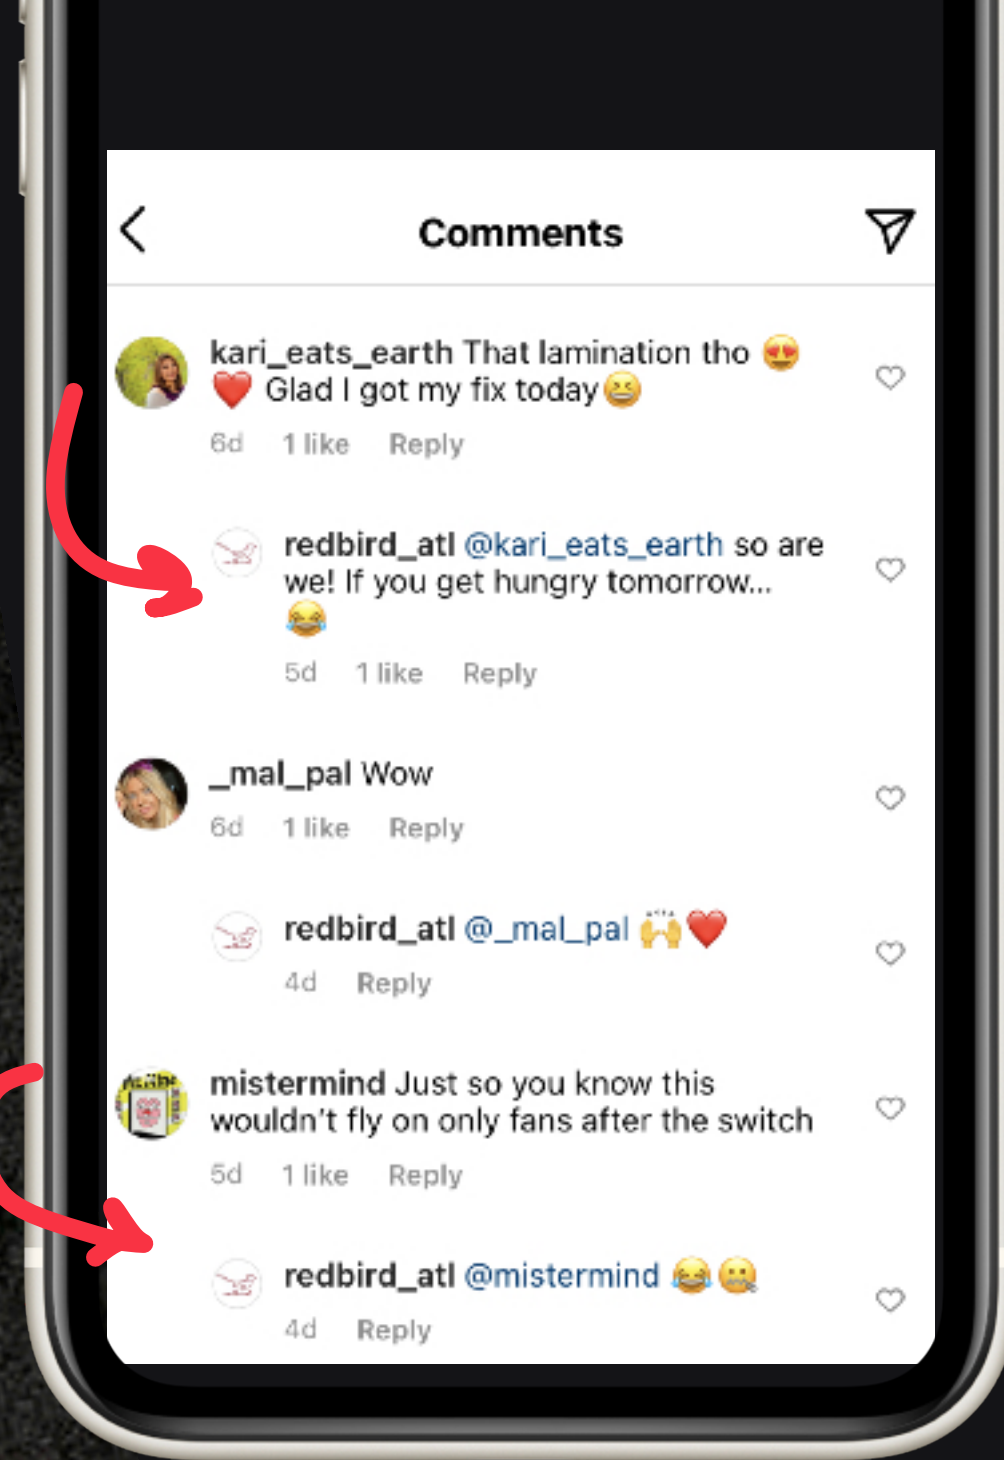 Comments
kari_eats_earth That lamination tho 😍
❤️ Glad I got my fix today😆
6d 1 like Reply
redbird_atl @kari_eats_earth so are
we! If you get hungry tomorrow...
😂
5d 1 like Reply
_mal_pal Wow
6d 1 like Reply
redbird_atl @_mal_pal 🙌❤️
4d Reply
mistermind Just so you know this
wouldn't fly on only fans after the switch
5d 1 like Reply
redbird_atl @mistermind 😂🤐
4d Reply